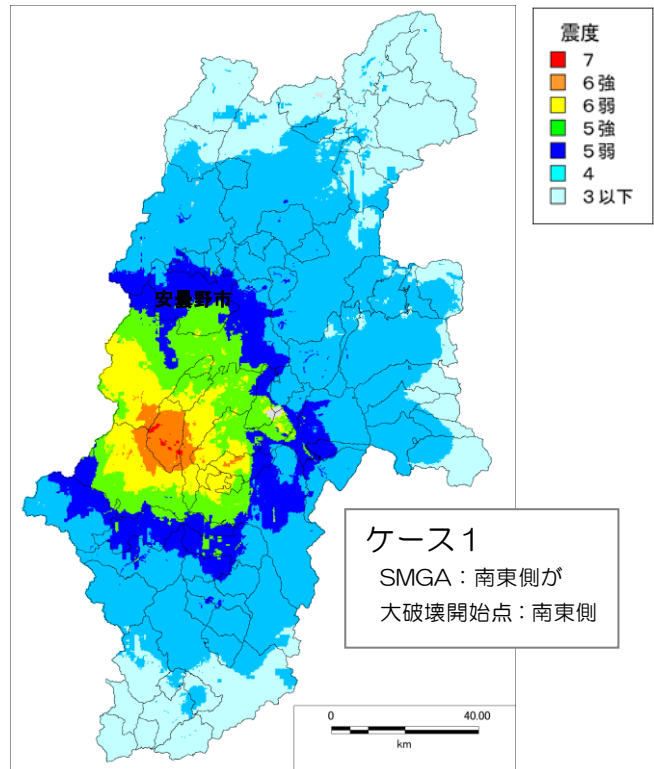 震度
7
6強
6弱
5強
5弱
4
3以下
安曇野市
ケース1
SMGA：南東側が
大破壊開始点：南東側
0 40.00
km